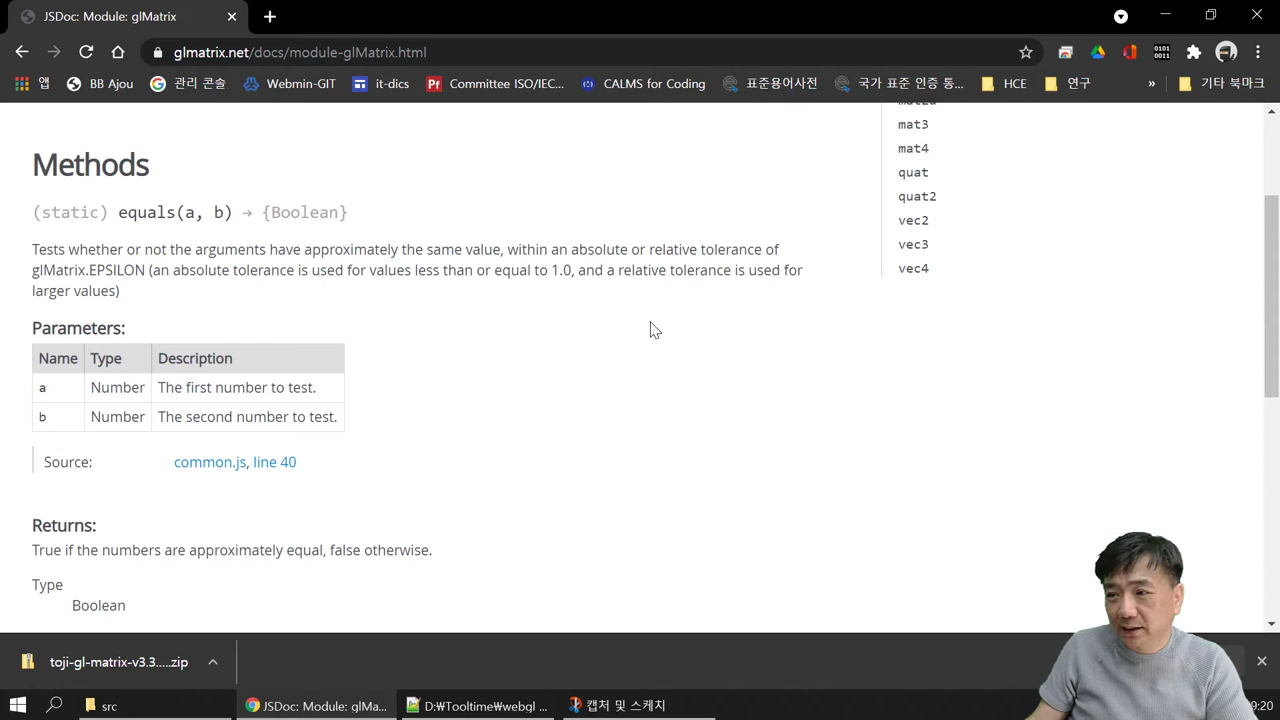 JSDoc: Module: glMatrix
glmatrix.net/docs/module-glMatrix.html
앱 BB Ajou 관리 콘솔 Webmin-GIT it-dics Committee ISO/IEC,... CALMS for Coding 표준용어사전 국가 표준 인증 통... HCE 연구 » 기타 북마크
mat3
mat4
quat
quat2
vec2
vec3
vec4
Methods
(static) equals(a, b) → {Boolean}
Tests whether or not the arguments have approximately the same value, within an absolute or relative tolerance of
glMatrix.EPSILON (an absolute tolerance is used for values less than or equal to 1.0, and a relative tolerance is used for
larger values)
Parameters:
Name Type Description
a Number The first number to test.
b Number The second number to test.
Source: common.js, line 40
Returns:
True if the numbers are approximately equal, false otherwise.
Type
Boolean
toji-gl-matrix-v3.3.....zip
src JSDoc: Module: glMa... D:₩Tooltime₩webgl ... 캡처 및 스케치